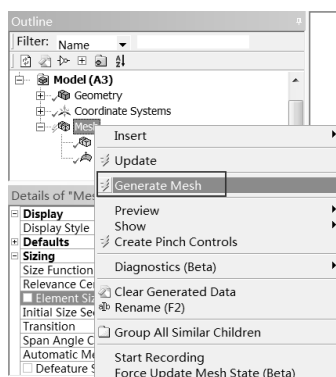 Outline
Filter: Name
Model (A3)
Geometry
Coordinate Systems
Mesh
Insert
Update
Generate Mesh
Preview
Show
Create Pinch Controls
Diagnostics (Beta)
Clear Generated Data
Rename (F2)
Group All Similar Children
Start Recording
Force Update Mesh State (Beta)
Details of "Mes
Display
Display Style
Defaults
Sizing
Size Function
Relevance Ce
Element Siz
Initial Size See
Transition
Span Angle C
Automatic Me
Defeature S